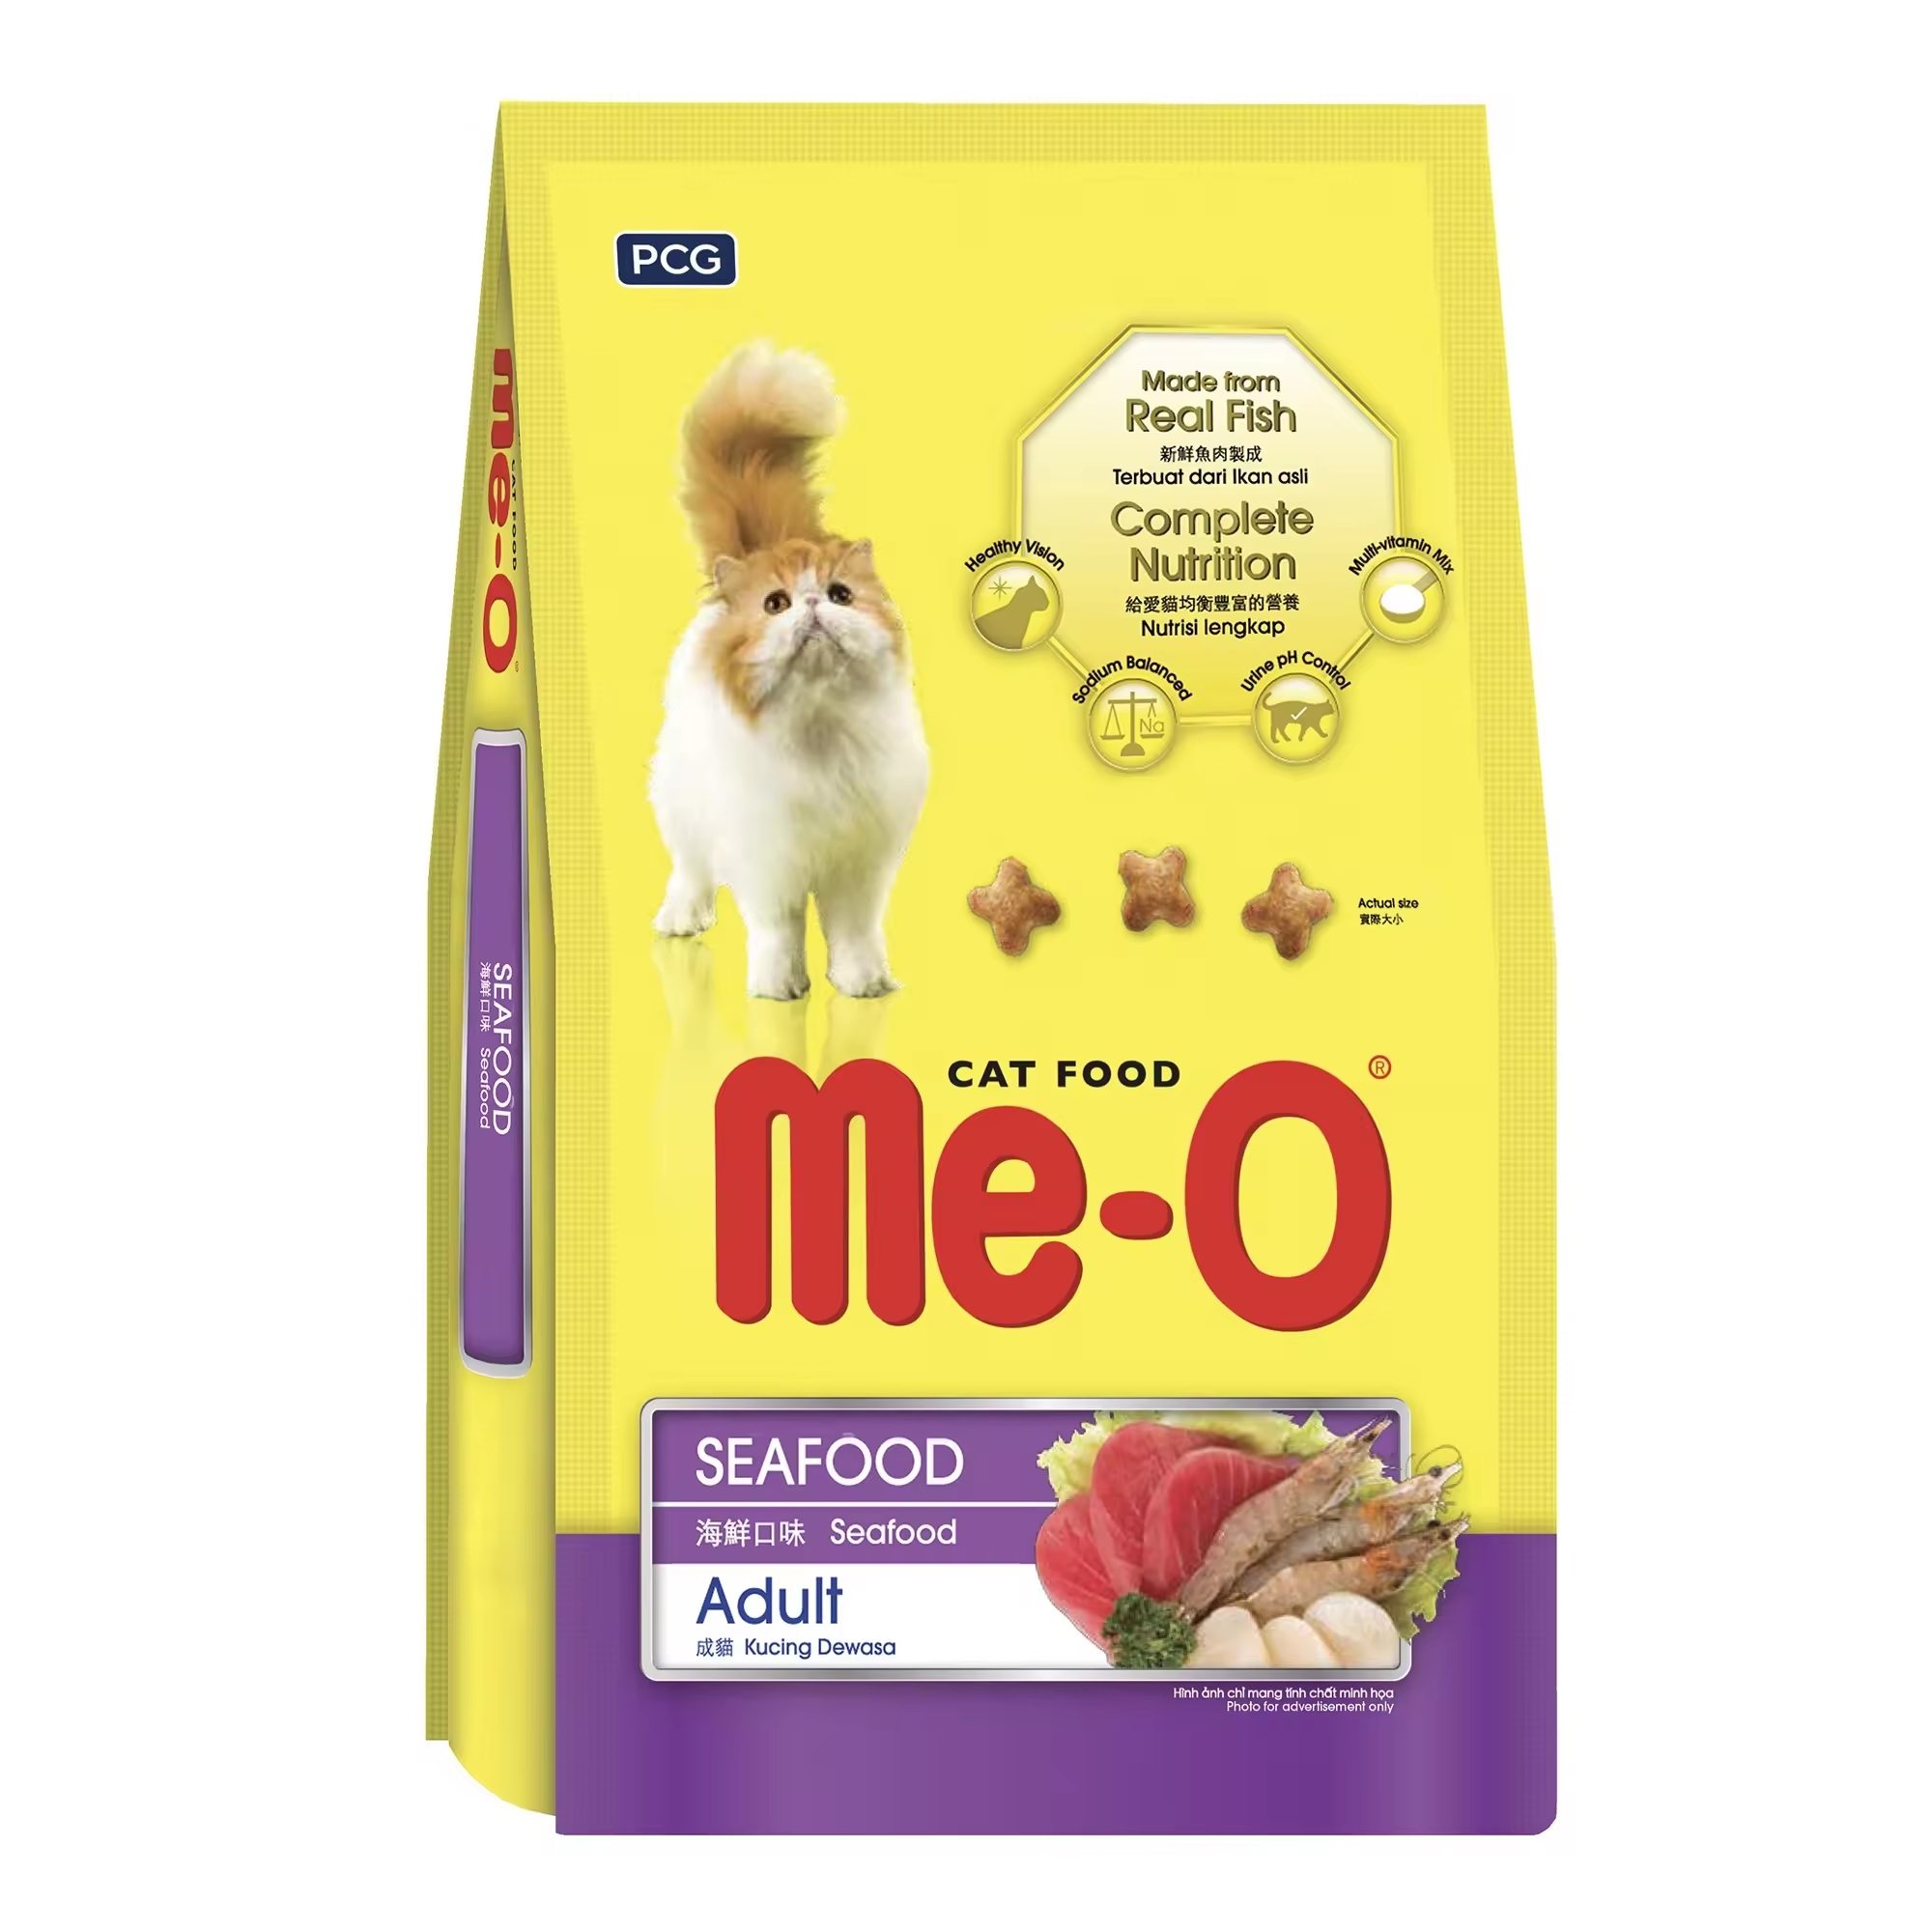 PCG
Made from
Real Fish
新鮮魚肉製成
Terbuat dari Ikan asli
Complete
Nutrition
給愛貓均衡豐富的營養
Nutrisi lengkap
Healthy Vision
Sodium Balanced
Na
Urine pH Control
Multi-vitamin Mix
Actual size
實際大小
CAT FOOD
me-O®
SEAFOOD
海鮮口味 Seafood
Adult
成貓 Kucing Dewasa
Hình ảnh chỉ mang tính chất minh họa
Photo for advertisement only
me-O
CAT FOOD
SEAFOOD
海鮮口味 Seafood